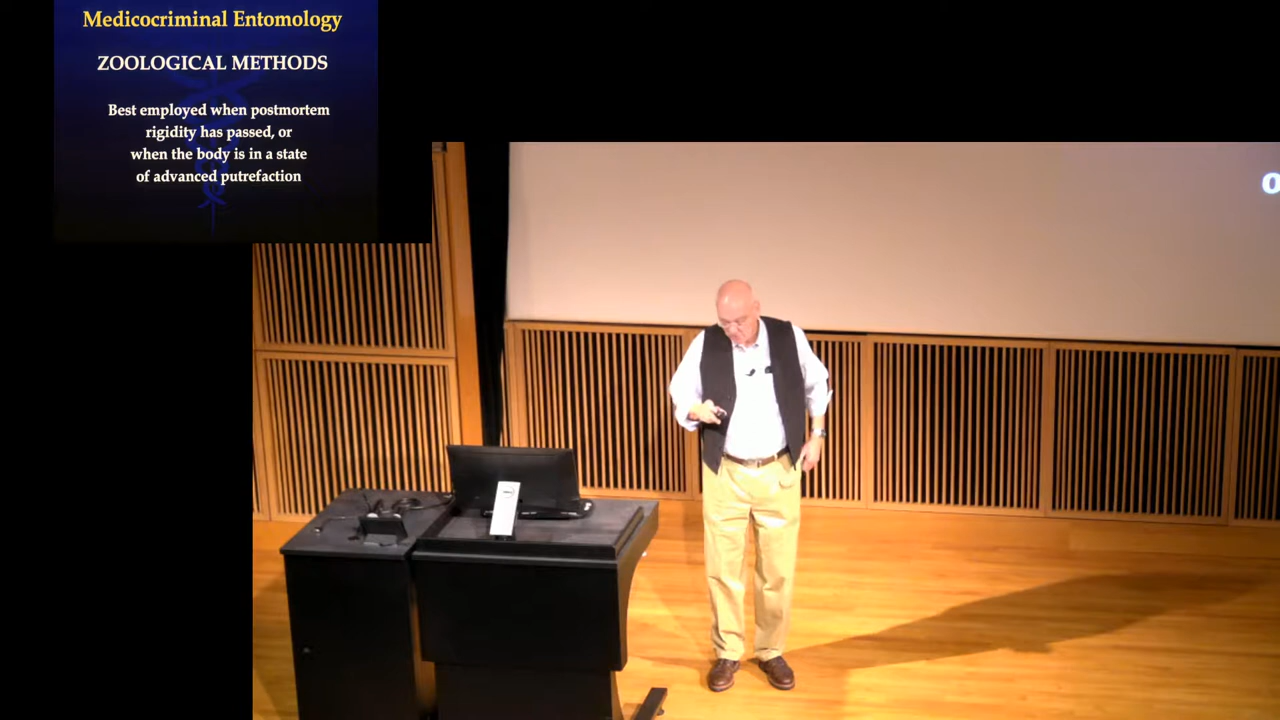 Medicocriminal Entomology
ZOOLOGICAL METHODS
Best employed when postmortem
rigidity has passed, or
when the body is in a state
of advanced putrefaction
o